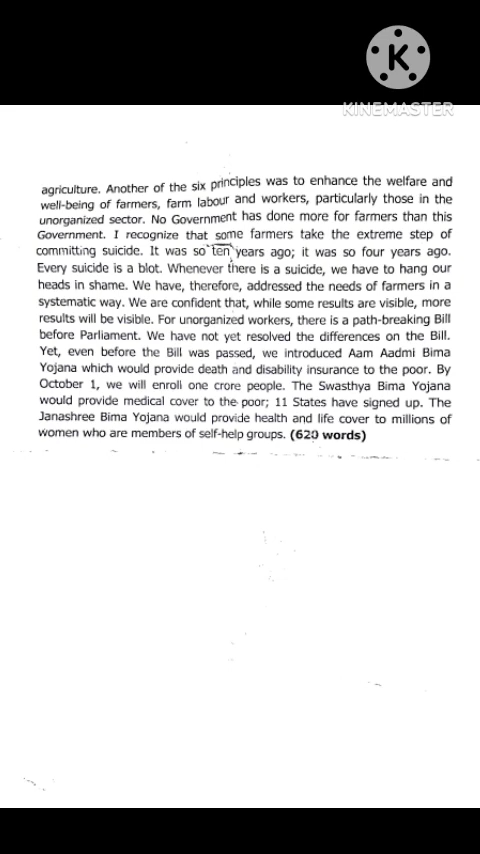 K
KINEMASTER
agriculture. Another of the six principles was to enhance the welfare and
well-being of farmers, farm labour and workers, particularly those in the
unorganized sector. No Government has done more for farmers than this
Government. I recognize that some farmers take the extreme step of
committing suicide. It was so ten years ago; it was so four years ago.
Every suicide is a blot. Whenever there is a suicide, we have to hang our
heads in shame. We have, therefore, addressed the needs of farmers in a
systematic way. We are confident that, while some results are visible, more
results will be visible. For unorganized workers, there is a path-breaking Bill
before Parliament. We have not yet resolved the differences on the Bill.
Yet, even before the Bill was passed, we introduced Aam Aadmi Bima
Yojana which would provide death and disability insurance to the poor. By
October 1, we will enroll one crore people. The Swasthya Bima Yojana
would provide medical cover to the poor; 11 States have signed up. The
Janashree Bima Yojana would provide health and life cover to millions of
women who are members of self-help groups. (620 words)